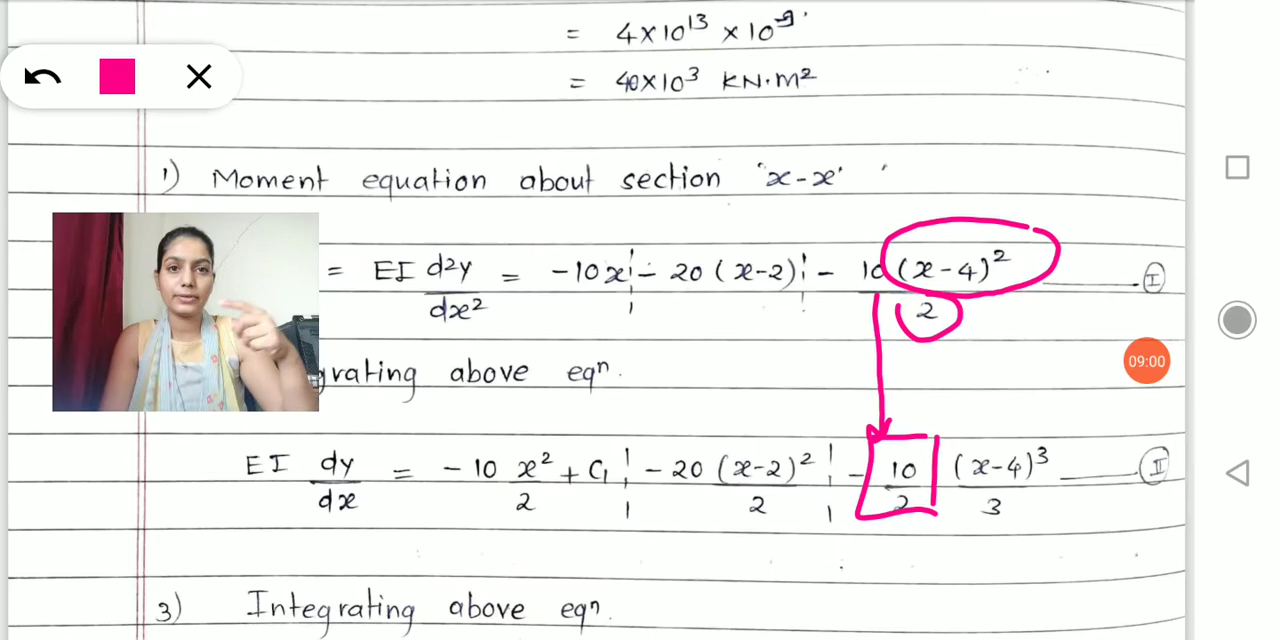 = 4×10¹³ × 10⁻⁹
= 40×10³ KN·m²
1) Moment equation about section 'x-x'
= EI d²y/dx² = -10x ¦ - 20 (x-2) ¦ - 10 (x-4)²/2 (I)
grating above eqⁿ.
EI dy/dx = -10 x²/2 + C₁ ¦ - 20 (x-2)²/2 ¦ - 10/2 (x-4)³/3 (II)
3) Integrating above eqⁿ.
09:00